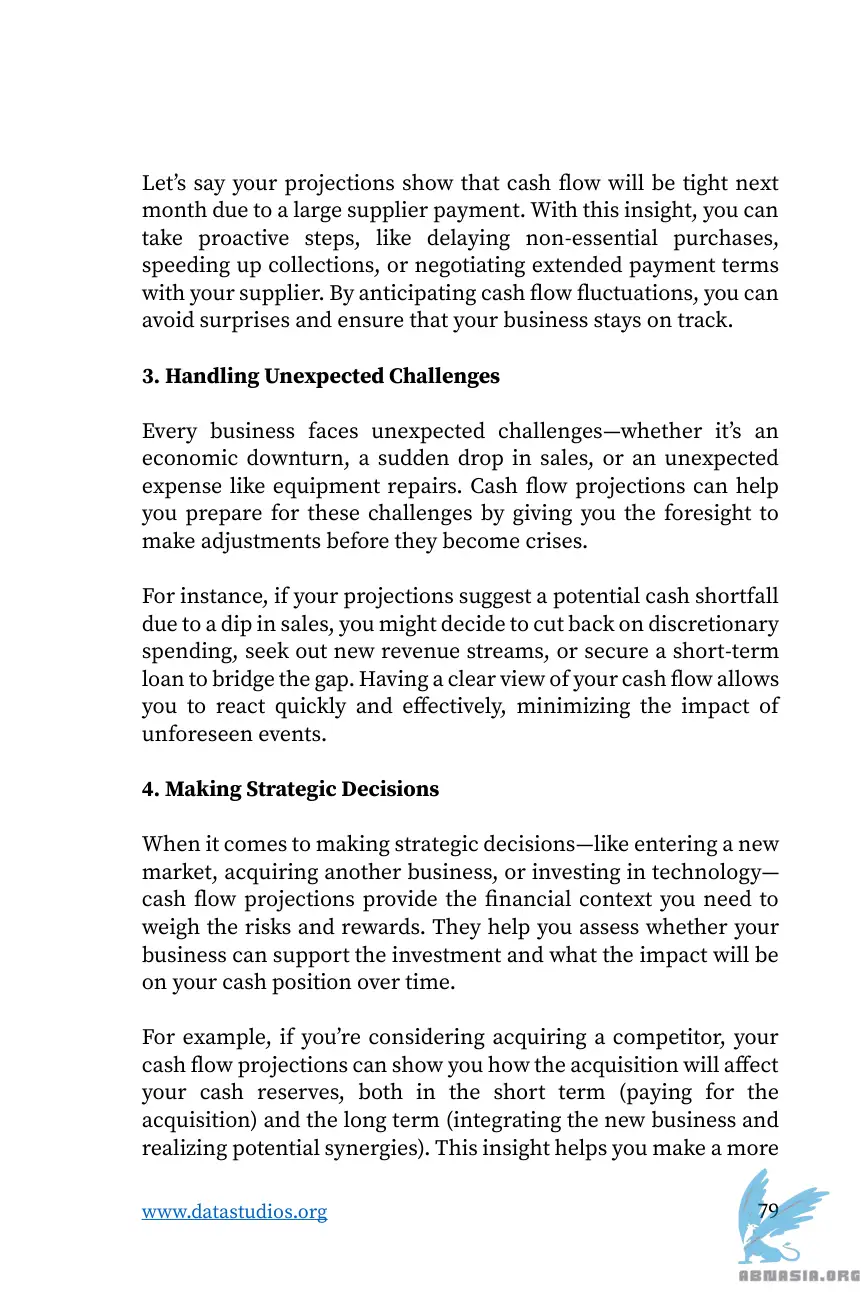 Let’s say your projections show that cash flow will be tight next
month due to a large supplier payment. With this insight, you can
take proactive steps, like delaying non-essential purchases,
speeding up collections, or negotiating extended payment terms
with your supplier. By anticipating cash flow fluctuations, you can
avoid surprises and ensure that your business stays on track.
3. Handling Unexpected Challenges
Every business faces unexpected challenges—whether it’s an
economic downturn, a sudden drop in sales, or an unexpected
expense like equipment repairs. Cash flow projections can help
you prepare for these challenges by giving you the foresight to
make adjustments before they become crises.
For instance, if your projections suggest a potential cash shortfall
due to a dip in sales, you might decide to cut back on discretionary
spending, seek out new revenue streams, or secure a short-term
loan to bridge the gap. Having a clear view of your cash flow allows
you to react quickly and effectively, minimizing the impact of
unforeseen events.
4. Making Strategic Decisions
When it comes to making strategic decisions—like entering a new
market, acquiring another business, or investing in technology—
cash flow projections provide the financial context you need to
weigh the risks and rewards. They help you assess whether your
business can support the investment and what the impact will be
on your cash position over time.
For example, if you’re considering acquiring a competitor, your
cash flow projections can show you how the acquisition will affect
your cash reserves, both in the short term (paying for the
acquisition) and the long term (integrating the new business and
realizing potential synergies). This insight helps you make a more
www.datastudios.org
79
ABNASIA.ORG